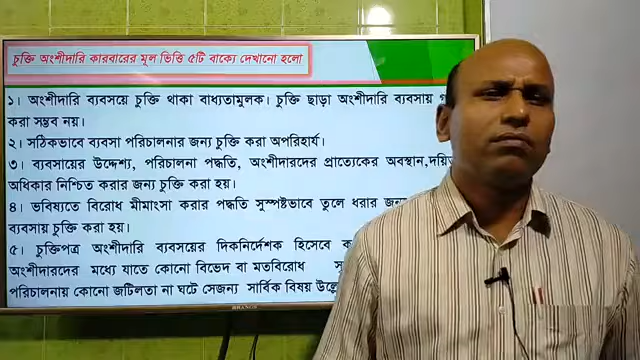 চুক্তি অংশীদারি কারবারের মূল ভিত্তি ৫টি বাক্যে দেখানো হলো
১। অংশীদারি ব্যবসয়ে চুক্তি থাকা বাধ্যতামুলক। চুক্তি ছাড়া অংশীদারি ব্যবসায়
করা সম্ভব নয়।
২। সঠিকভাবে ব্যবসা পরিচালনার জন্য চুক্তি করা অপরিহার্য।
৩। ব্যবসায়ের উদ্দেশ্য, পরিচালনা পদ্ধতি, অংশীদারদের প্রাত্যেকের অবস্থান,
অধিকার নিশ্চিত করার জন্য চুক্তি করা হয়।
৪। ভবিষ্যতে বিরোধ মীমাংসা করার পদ্ধতি সুস্পষ্টভাবে তুলে ধরার
ব্যবসায় চুক্তি করা হয়।
৫। চুক্তিপত্র অংশীদারি ব্যবসয়ের দিকনির্দেশক হিসেবে
অংশীদারদের মধ্যে যাতে কোনো বিভেদ বা মতবিরোধ
পরিচালনায় কোনো জটিলতা না ঘটে সেজন্য সার্বিক বিষয়